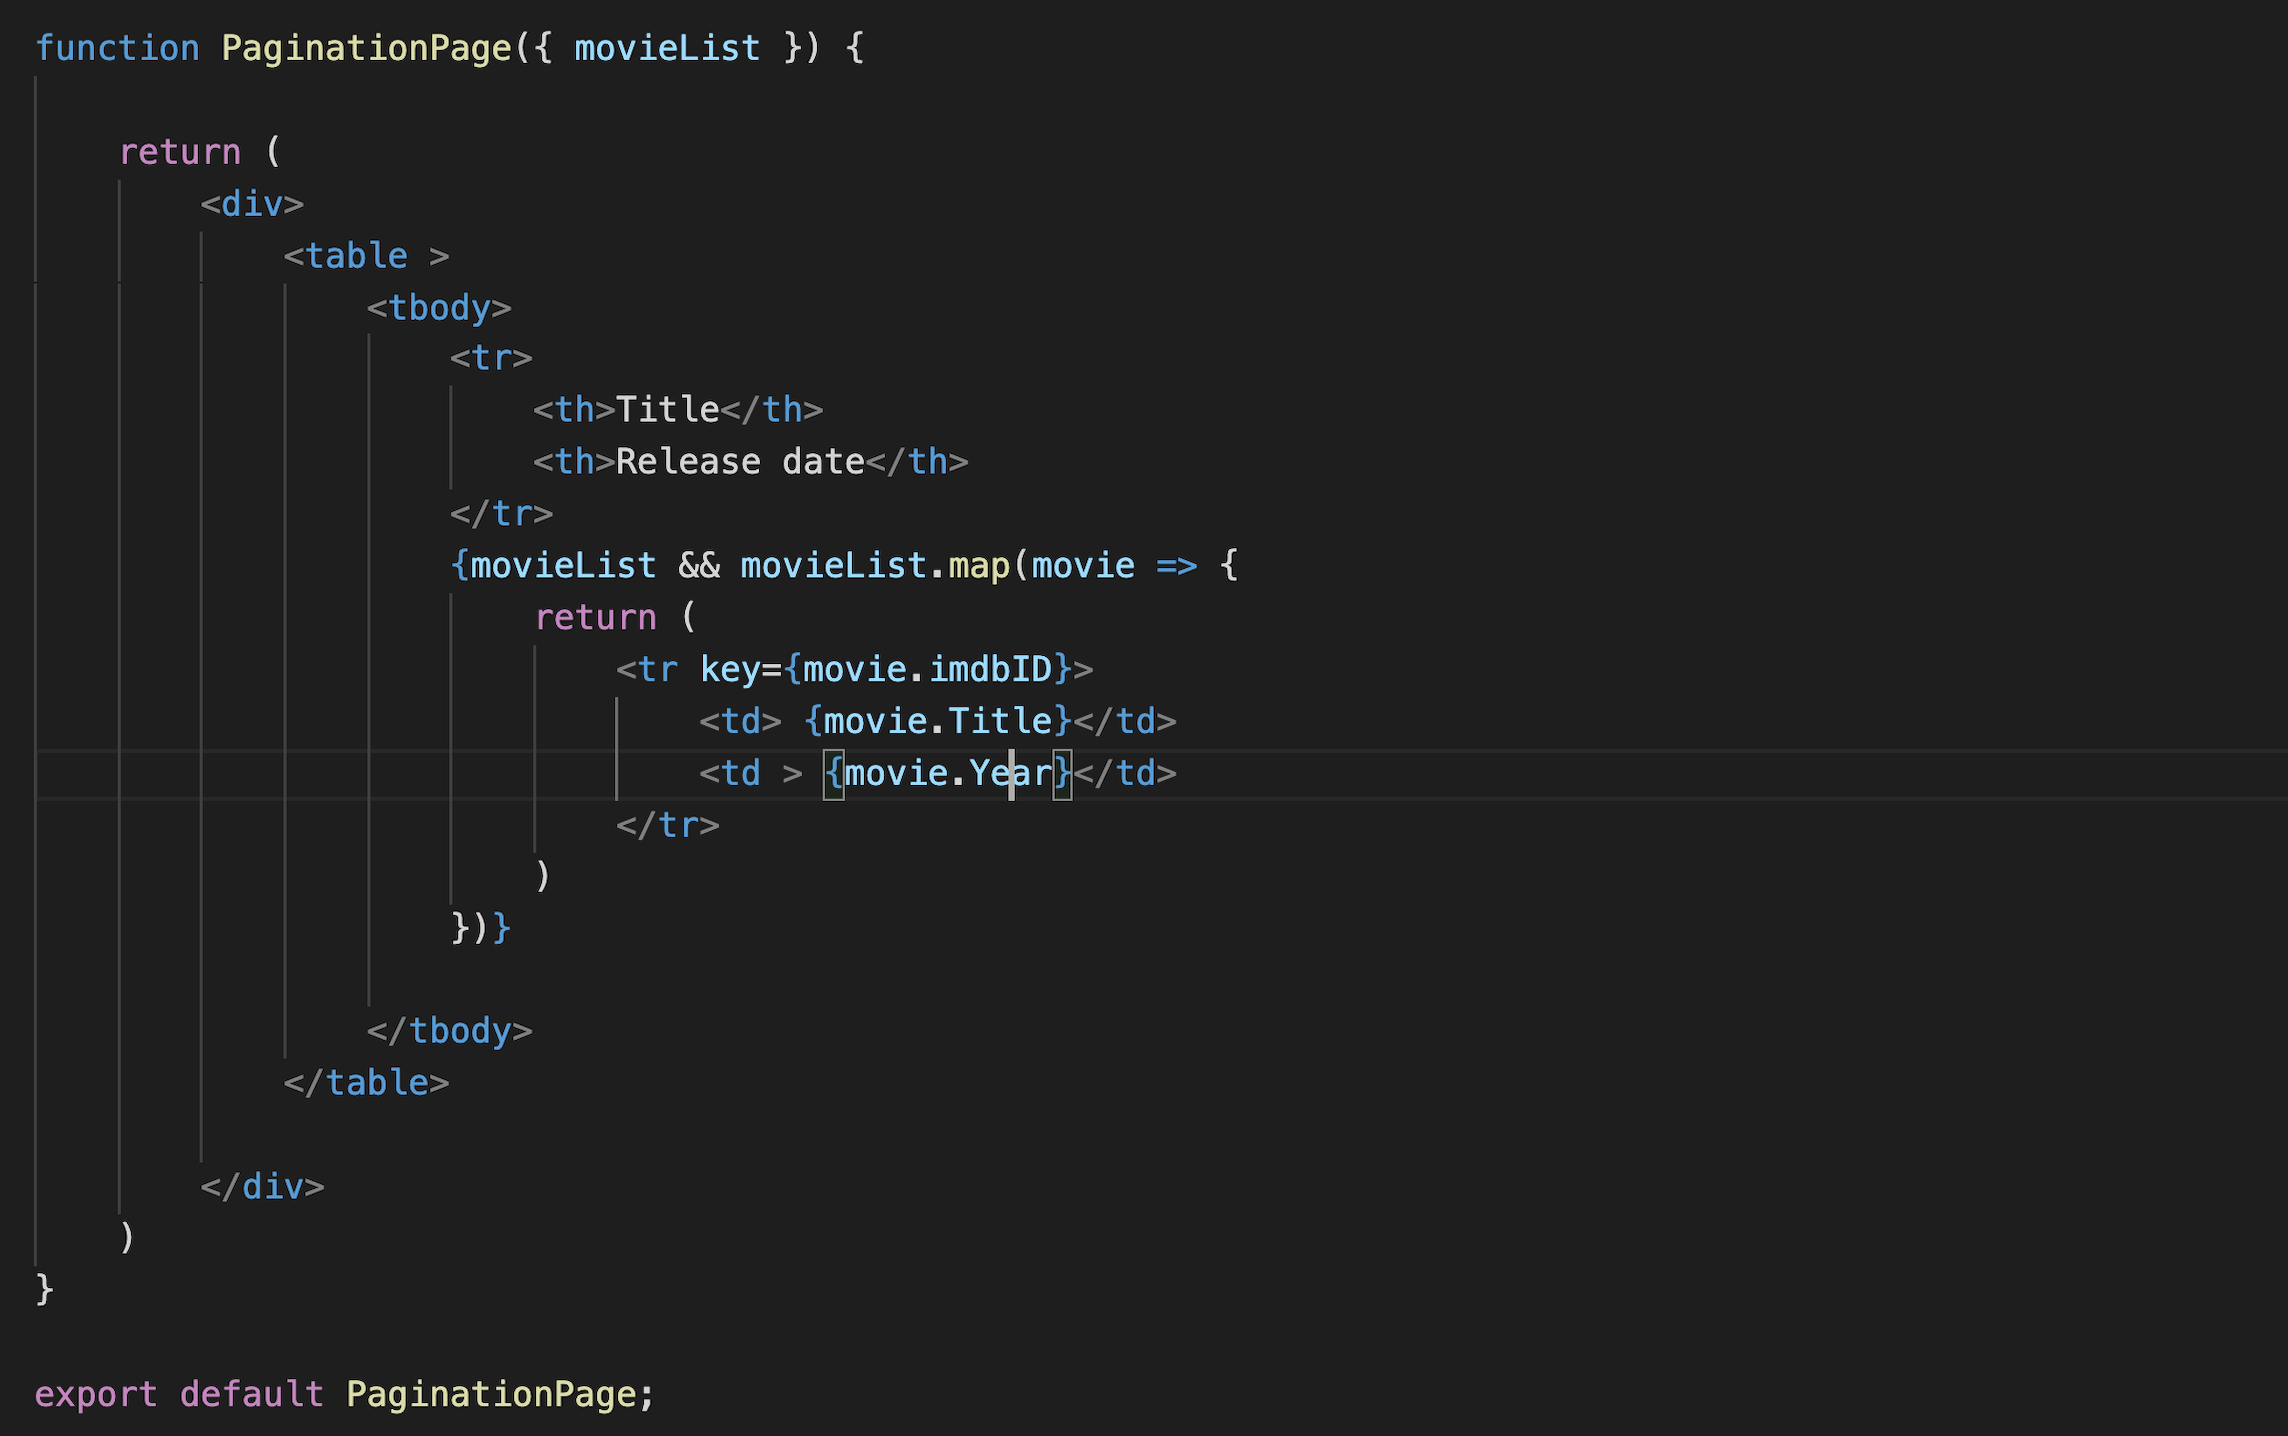 function PaginationPage({ movieList }) {
return (
<div>
<table >
<tbody>
<tr>
<th>Title</th>
<th>Release date</th>
</tr>
{movieList && movieList.map(movie => {
return (
<tr key={movie.imdbID}>
<td> {movie.Title}</td>
<td > {movie.Year}</td>
</tr>
)
})}
</tbody>
</table>
</div>
)
}
export default PaginationPage;